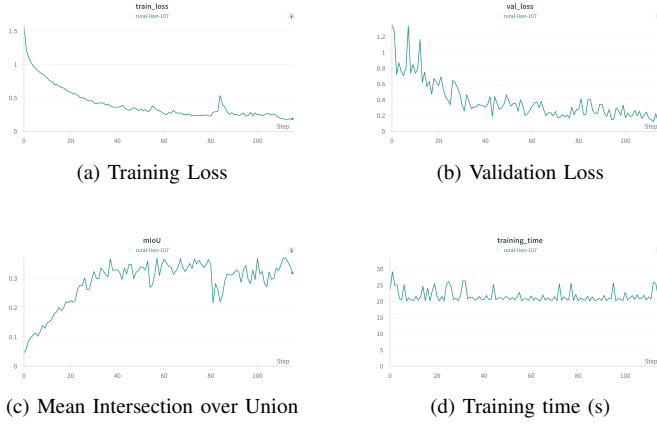 train_loss
rural-lion-107
1.5
1
0.5
0
Step
0 20 40 60 80 100
(a) Training Loss
val_loss
rural-lion-107
1.2
1
0.8
0.6
0.4
0.2
0
Step
0 20 40 60 80 100
(b) Validation Loss
mIoU
rural-lion-107
0.3
0.2
0.1
0
Step
0 20 40 60 80 100
(c) Mean Intersection over Union
training_time
rural-lion-107
30
25
20
15
10
5
0
Step
0 20 40 60 80 100
(d) Training time (s)